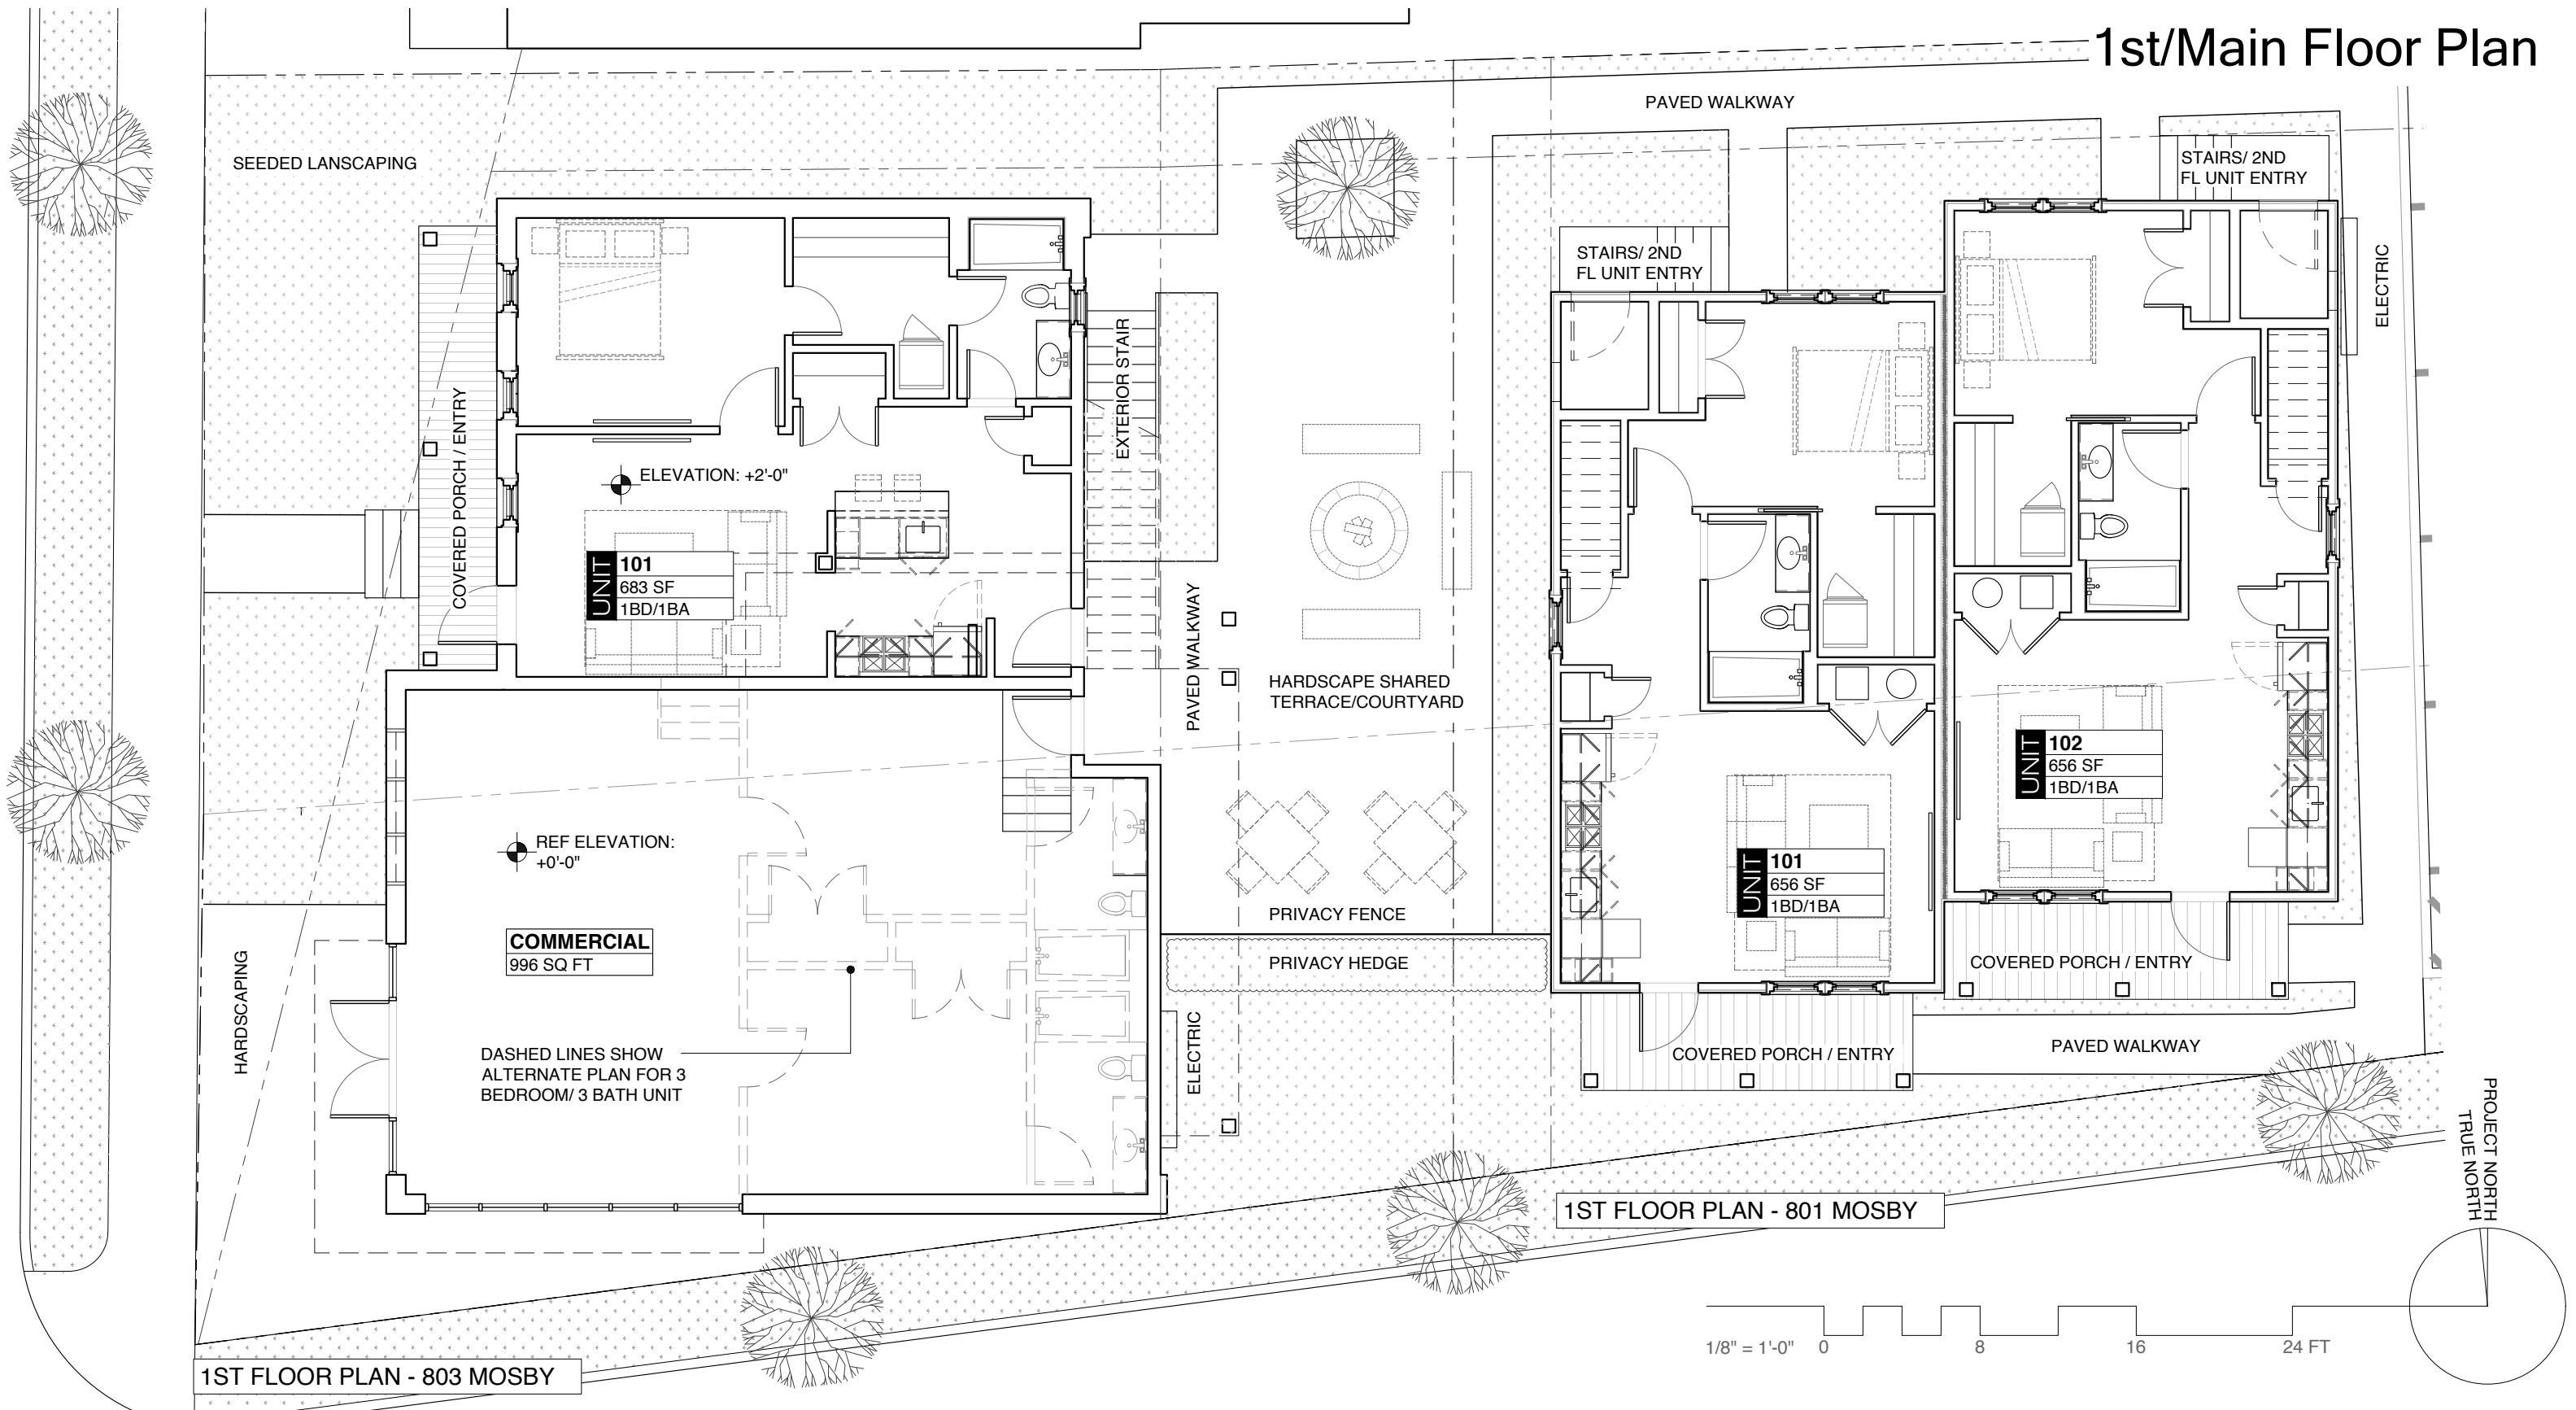 1st/Main Floor Plan
PAVED WALKWAY
SEEDED LANSCAPING
STAIRS/ 2ND
FL UNIT ENTRY
STAIRS/ 2ND
FL UNIT ENTRY
ELECTRIC
EXTERIOR STAIR
COVERED PORCH / ENTRY
ELEVATION: +2'-0"
UNIT
101
683 SF
1BD/1BA
PAVED WALKWAY
HARDSCAPE SHARED
TERRACE/COURTYARD
UNIT
102
656 SF
1BD/1BA
REF ELEVATION:
+0'-0"
UNIT
101
656 SF
1BD/1BA
PRIVACY FENCE
COMMERCIAL
996 SQ FT
PRIVACY HEDGE
COVERED PORCH / ENTRY
HARDSCAPING
ELECTRIC
DASHED LINES SHOW
ALTERNATE PLAN FOR 3
BEDROOM/ 3 BATH UNIT
COVERED PORCH / ENTRY
PAVED WALKWAY
PROJECT NORTH
TRUE NORTH
1ST FLOOR PLAN - 801 MOSBY
1/8" = 1'-0" 0 8 16 24 FT
1ST FLOOR PLAN - 803 MOSBY